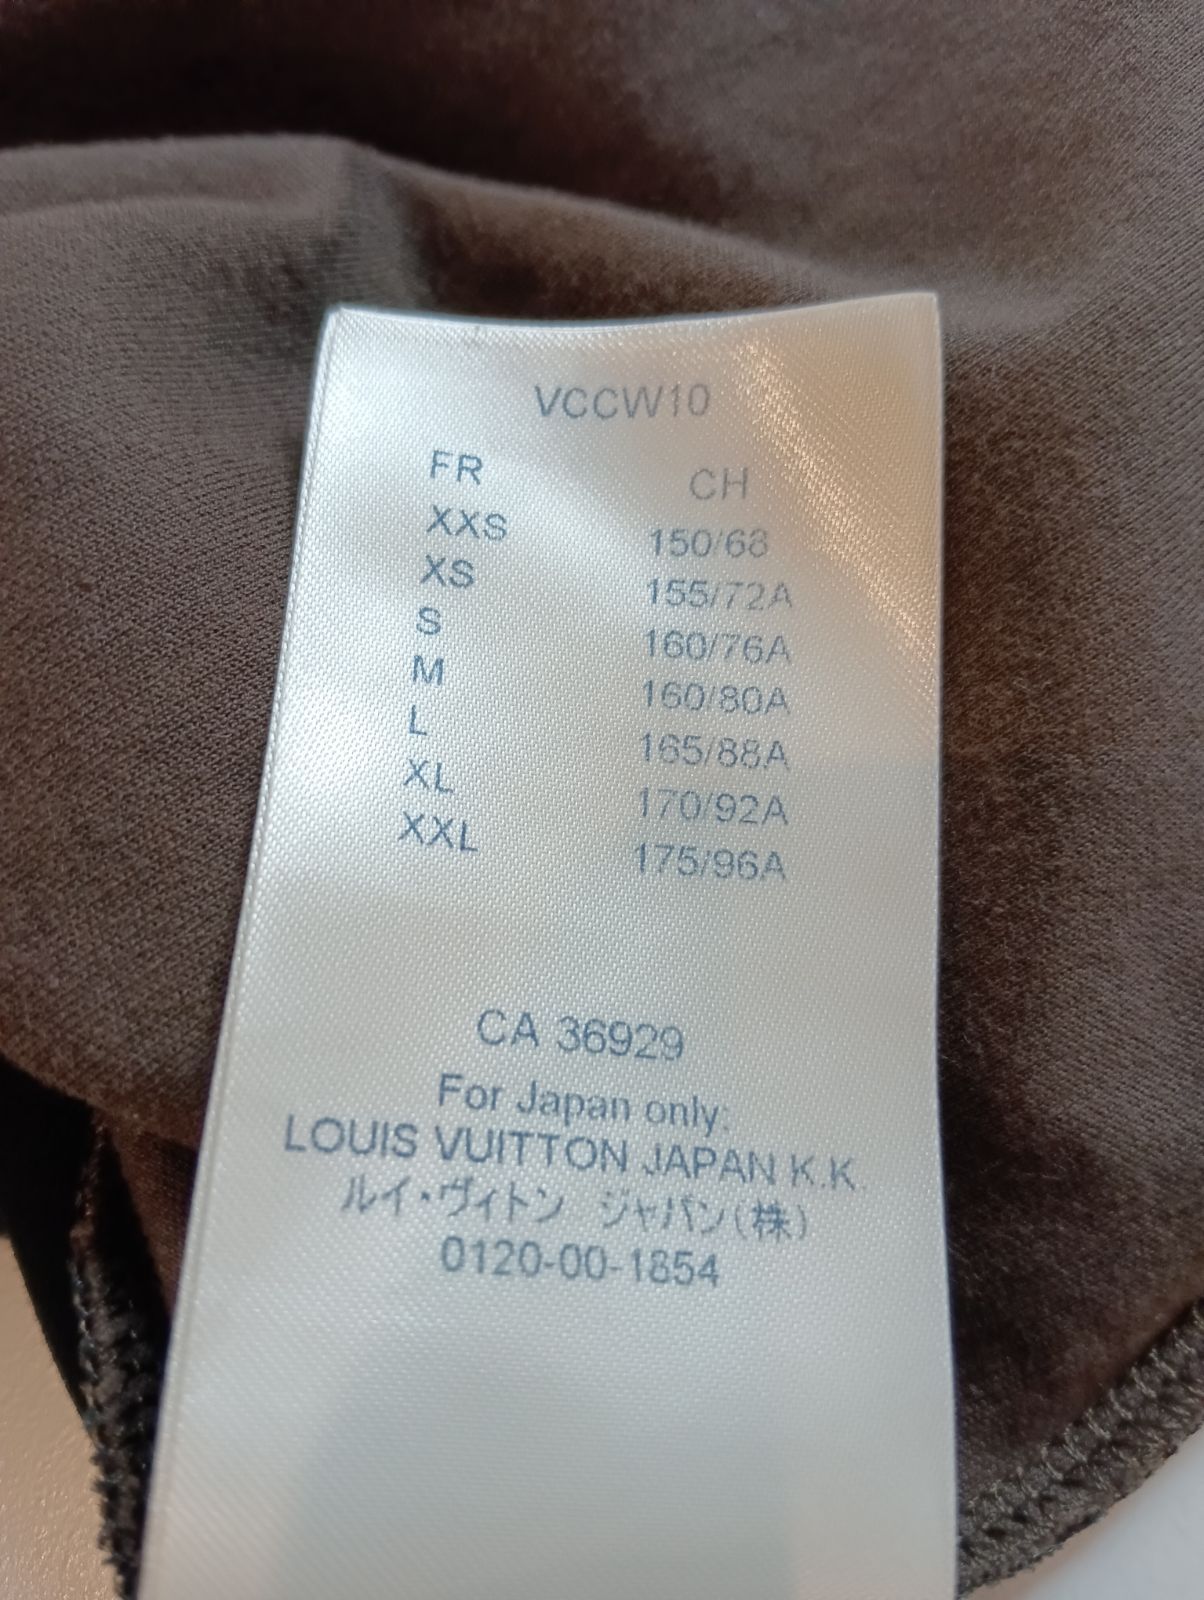 VCCW10
FR CH
XXS 150/68
XS 155/72A
S 160/76A
M 160/80A
L 165/88A
XL 170/92A
XXL 175/96A
CA 36929
For Japan only:
LOUIS VUITTON JAPAN K.K.
ルイ・ヴィトン ジャパン(株)
0120-00-1854